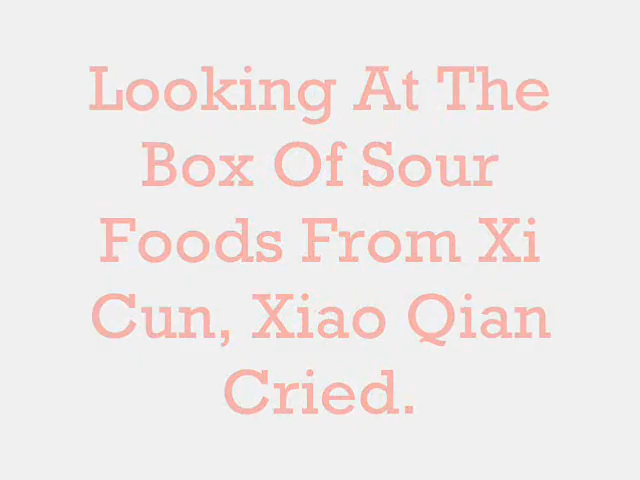 Looking At The
Box Of Sour
Foods From Xi
Cun, Xiao Qian
Cried.